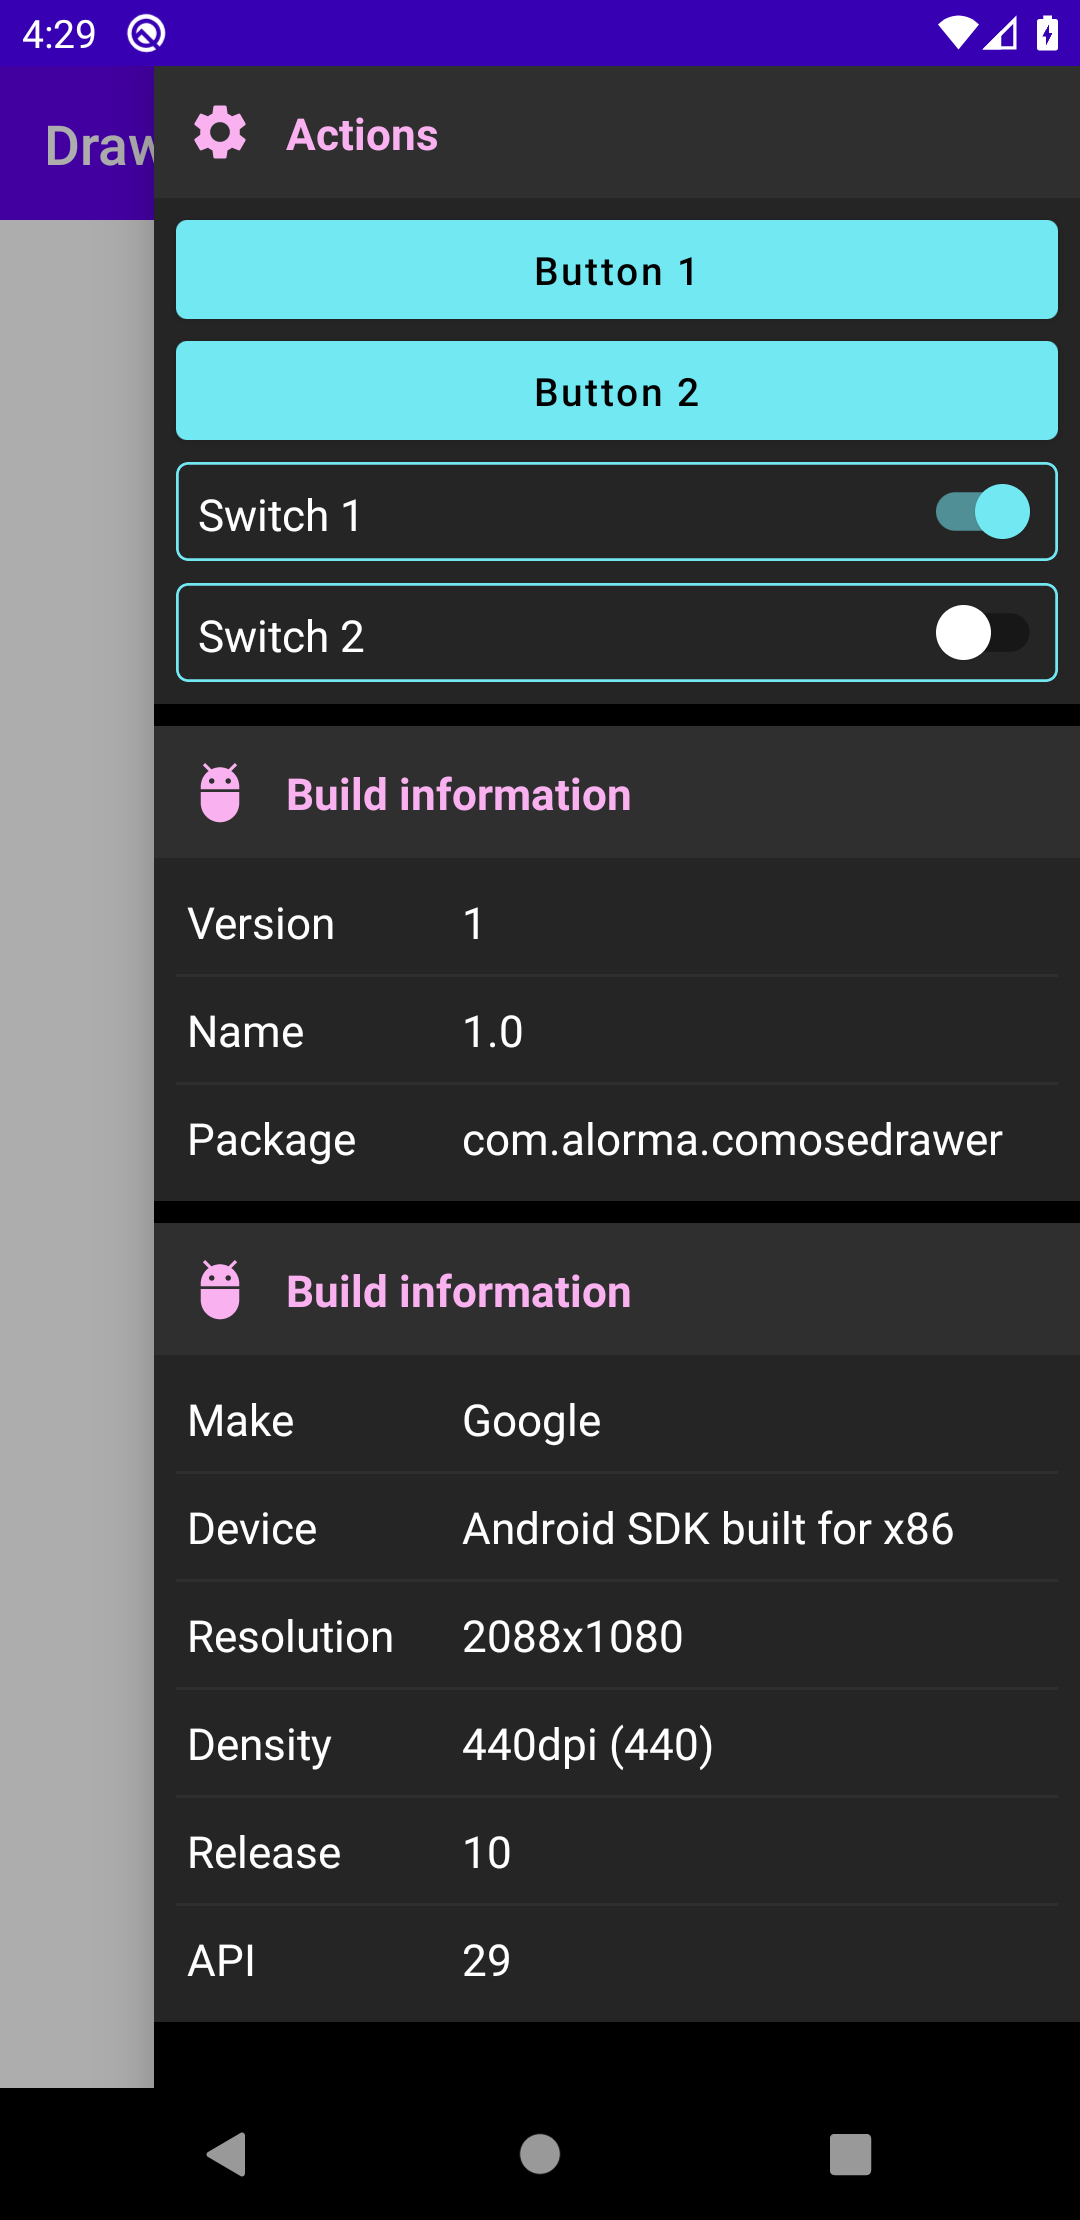 4:29
Draw
Actions
Button 1
Button 2
Switch 1
Switch 2
Build information
Version 1
Name 1.0
Package com.alorma.comosedrawer
Build information
Make Google
Device Android SDK built for x86
Resolution 2088x1080
Density 440dpi (440)
Release 10
API 29